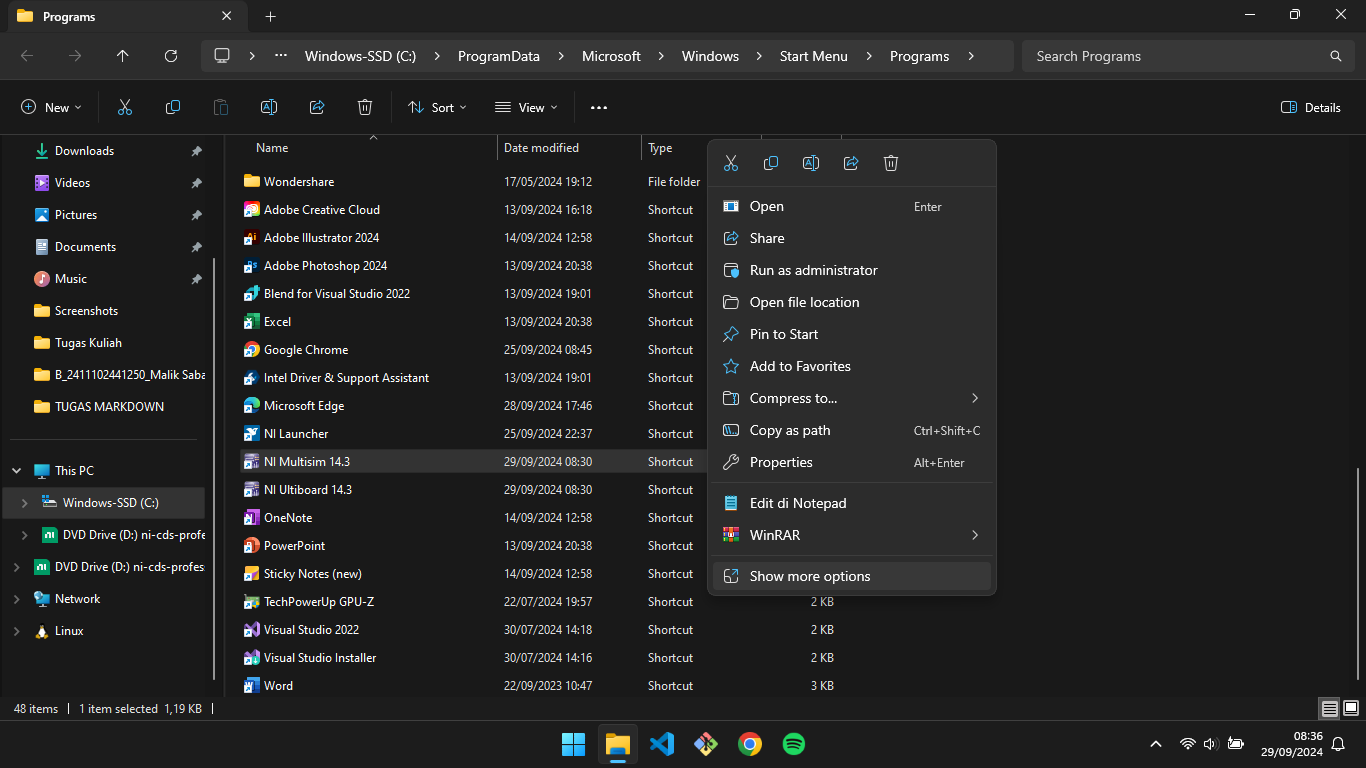 Programs
Windows-SSD (C:) ProgramData Microsoft Windows Start Menu Programs
Search Programs
New Sort View ... Details
Name Date modified Type
Downloads
Videos
Pictures
Documents
Music
Screenshots
Tugas Kuliah
B_2411102441250_Malik Saba
TUGAS MARKDOWN
This PC
Windows-SSD (C:)
DVD Drive (D:) ni-cds-profe
DVD Drive (D:) ni-cds-profes
Network
Linux
Wondershare 17/05/2024 19:12 File folder
Adobe Creative Cloud 13/09/2024 16:18 Shortcut
Adobe Illustrator 2024 14/09/2024 12:58 Shortcut
Adobe Photoshop 2024 13/09/2024 20:38 Shortcut
Blend for Visual Studio 2022 13/09/2024 19:01 Shortcut
Excel 13/09/2024 20:38 Shortcut
Google Chrome 25/09/2024 08:45 Shortcut
Intel Driver & Support Assistant 13/09/2024 19:01 Shortcut
Microsoft Edge 28/09/2024 17:46 Shortcut
NI Launcher 25/09/2024 22:37 Shortcut
NI Multisim 14.3 29/09/2024 08:30 Shortcut
NI Ultiboard 14.3 29/09/2024 08:30 Shortcut
OneNote 14/09/2024 12:58 Shortcut
PowerPoint 13/09/2024 20:38 Shortcut
Sticky Notes (new) 14/09/2024 12:58 Shortcut
TechPowerUp GPU-Z 22/07/2024 19:57 Shortcut 2 KB
Visual Studio 2022 30/07/2024 14:18 Shortcut 2 KB
Visual Studio Installer 30/07/2024 14:16 Shortcut 2 KB
Word 22/09/2023 10:47 Shortcut 3 KB
Open Enter
Share
Run as administrator
Open file location
Pin to Start
Add to Favorites
Compress to...
Copy as path Ctrl+Shift+C
Properties Alt+Enter
Edit di Notepad
WinRAR
Show more options
48 items 1 item selected 1,19 KB
08:36
29/09/2024